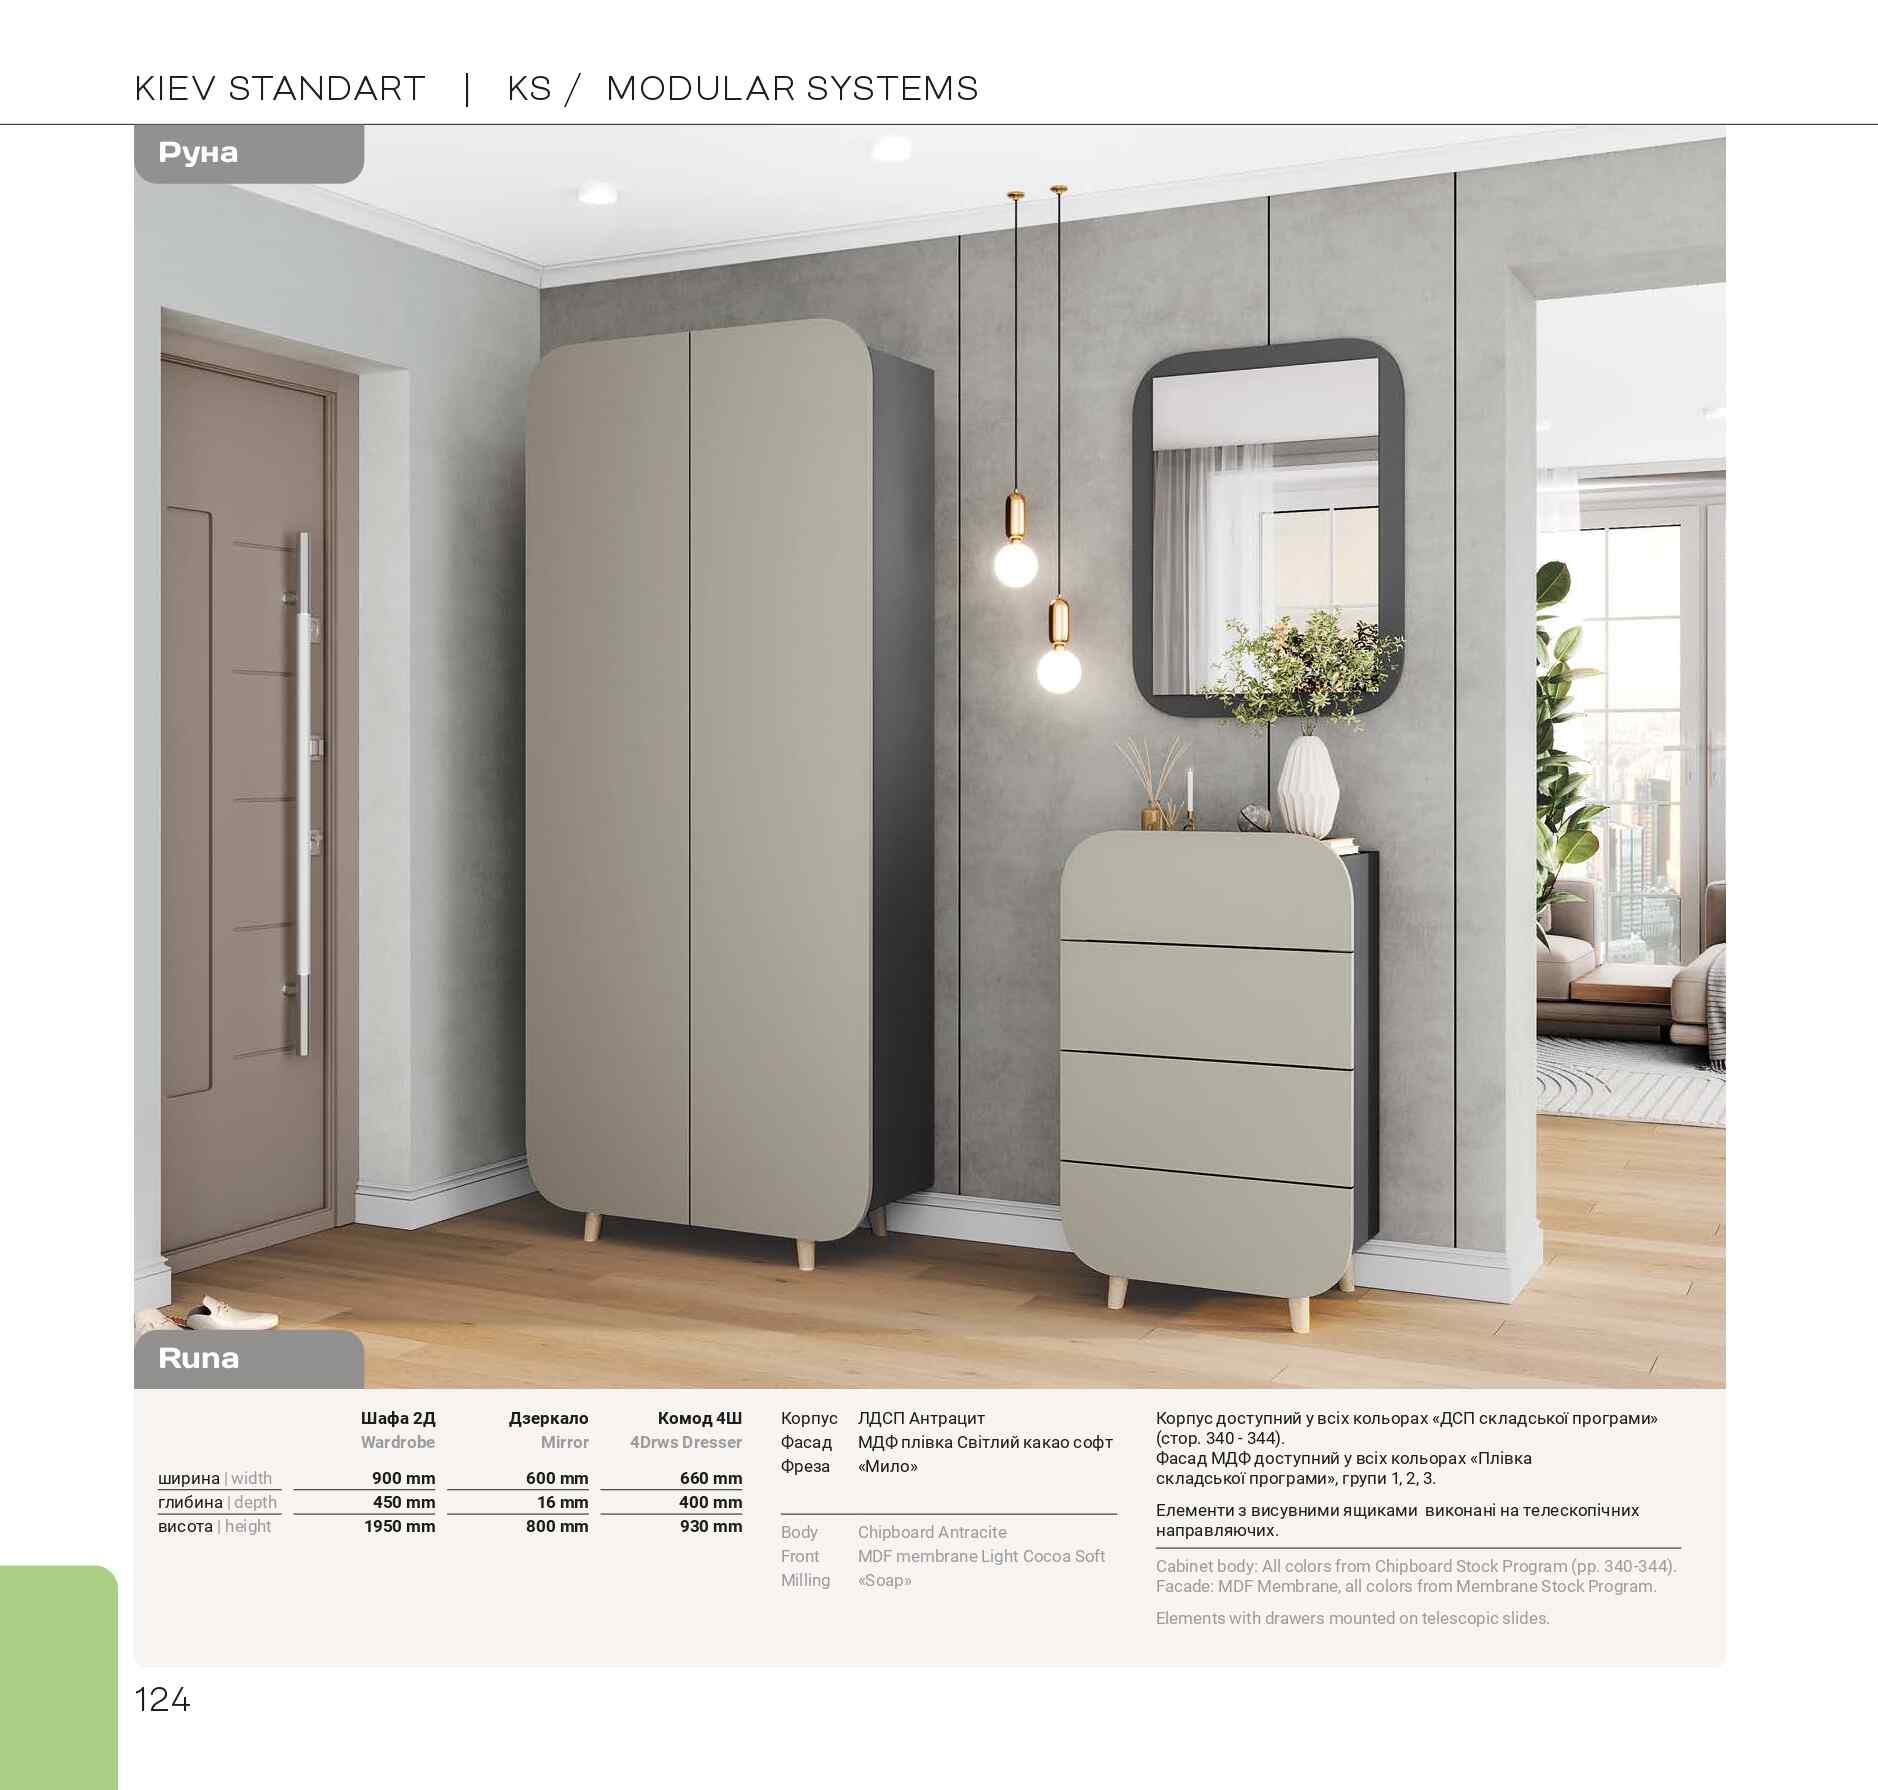 KIEV STANDART | KS / MODULAR SYSTEMS
Руна
Runa
Шафа 2Д Дзеркало Комод 4Ш
Wardrobe Mirror 4Drws Dresser
ширина | width 900 mm 600 mm 660 mm
глибина | depth 450 mm 16 mm 400 mm
висота | height 1950 mm 800 mm 930 mm
Корпус ЛДСП Антрацит
Фасад МДФ плівка Світлий какао софт
Фреза «Мило»
Body Chipboard Antracite
Front MDF membrane Light Cocoa Soft
Milling «Soap»
Корпус доступний у всіх кольорах «ДСП складської програми»
(стор. 340 - 344).
Фасад МДФ доступний у всіх кольорах «Плівка
складської програми», групи 1, 2, 3.
Елементи з висувними ящиками виконані на телескопічних
направляючих.
Cabinet body: All colors from Chipboard Stock Program (pp. 340-344).
Facade: MDF Membrane, all colors from Membrane Stock Program.
Elements with drawers mounted on telescopic slides.
124